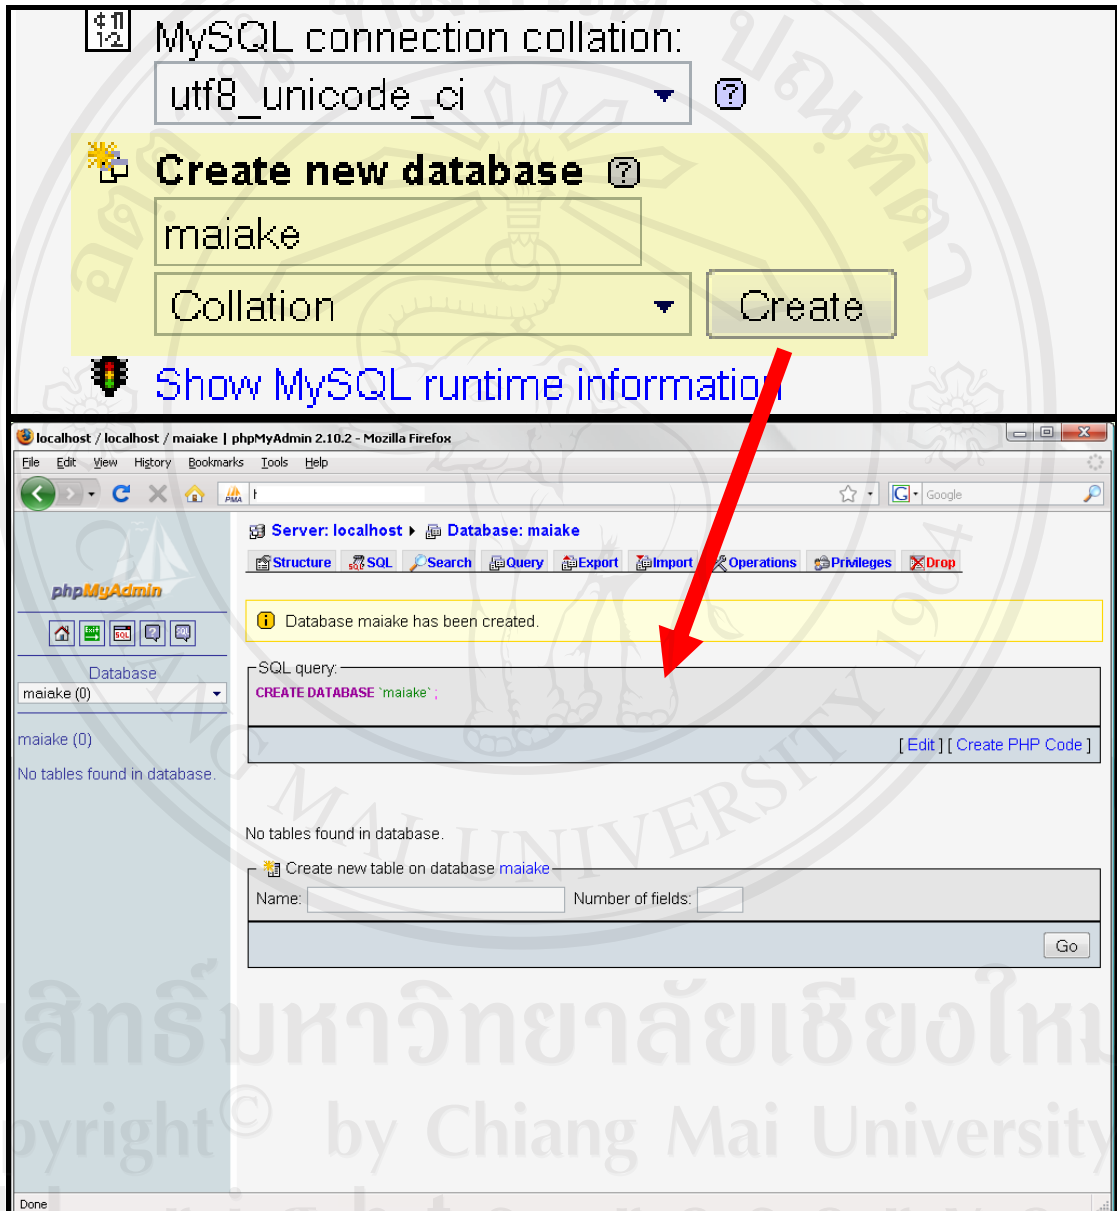 MySQL connection collation:
utf8_unicode_ci
Create new database
maiake
Collation Create
Show MySQL runtime information
localhost / localhost / maiake | phpMyAdmin 2.10.2 - Mozilla Firefox
File Edit View History Bookmarks Tools Help
PMA Google
Server: localhost Database: maiake
Structure SQL Search Query Export Import Operations Privileges Drop
phpMyAdmin
Database maiake has been created.
Database
maiake (0)
SQL query:
CREATE DATABASE `maiake` ;
maiake (0)
[ Edit ] [ Create PHP Code ]
No tables found in database.
No tables found in database.
Create new table on database maiake
Name: Number of fields:
Go
Done
CHIANG MAI UNIVERSITY 1964
สิทธิ์มหาวิทยาลัยเชียงใหม่
pyright© by Chiang Mai University